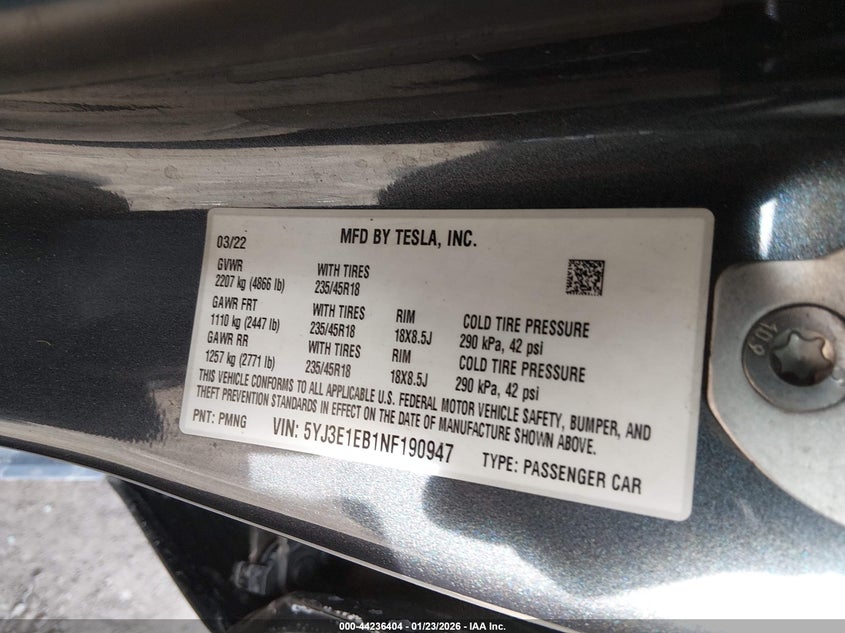 03/22 MFD BY TESLA, INC.
GVWR WITH TIRES
2207 kg (4866 lb) 235/45R18
GAWR FRT WITH TIRES RIM COLD TIRE PRESSURE
1110 kg (2447 lb) 235/45R18 18X8.5J 290 kPa, 42 psi
GAWR RR WITH TIRES RIM COLD TIRE PRESSURE
1257 kg (2771 lb) 235/45R18 18X8.5J 290 kPa, 42 psi
THIS VEHICLE CONFORMS TO ALL APPLICABLE U.S. FEDERAL MOTOR VEHICLE SAFETY, BUMPER, AND
THEFT PREVENTION STANDARDS IN EFFECT ON THE DATE OF MANUFACTURE SHOWN ABOVE.
PNT: PMNG VIN: 5YJ3E1EB1NF190947 TYPE: PASSENGER CAR
10.9
000-44236404 - 01/23/2026 - IAA Inc.